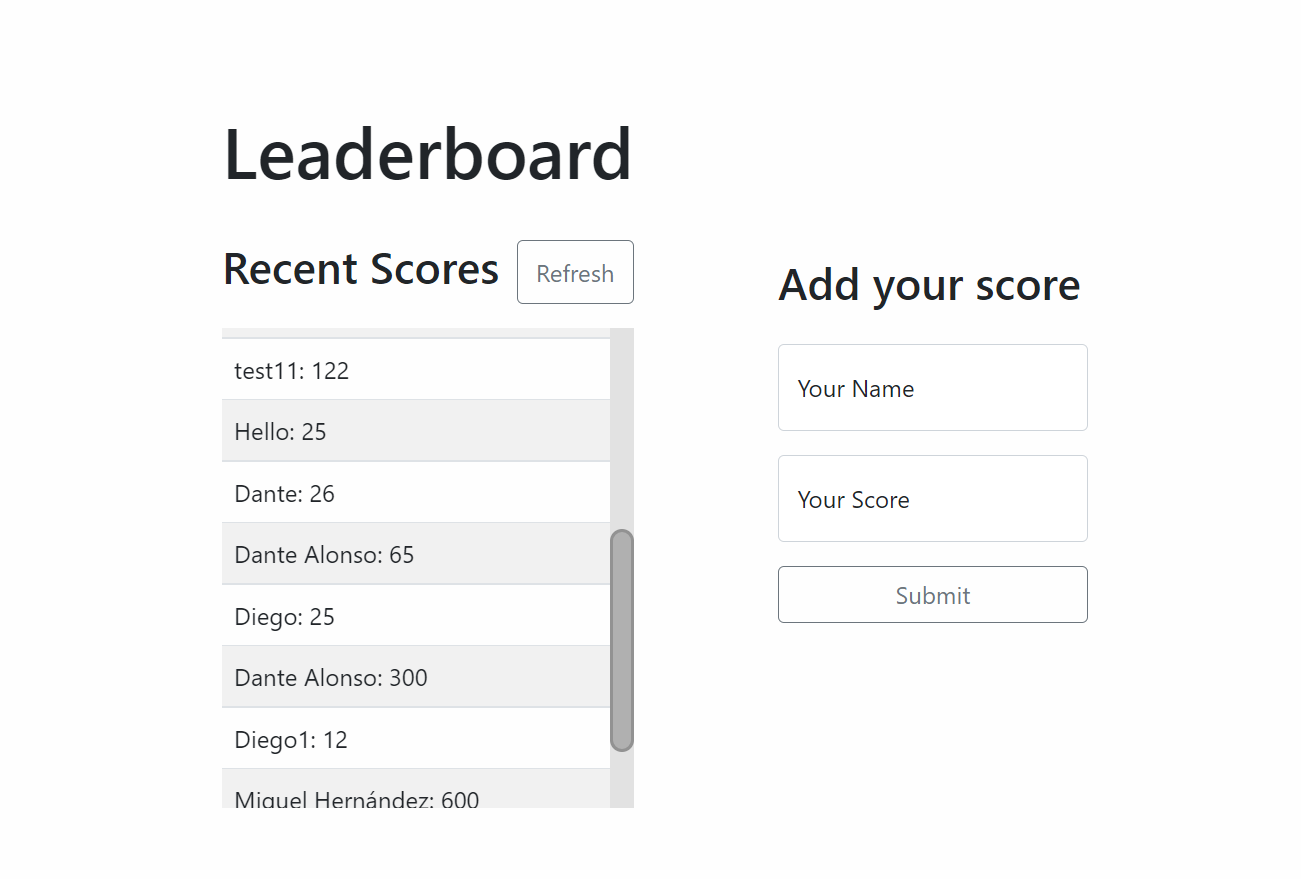 Leaderboard
Recent Scores
Refresh
test11: 122
Hello: 25
Dante: 26
Dante Alonso: 65
Diego: 25
Dante Alonso: 300
Diego1: 12
Miguel Hernández: 600
Add your score
Your Name
Your Score
Submit